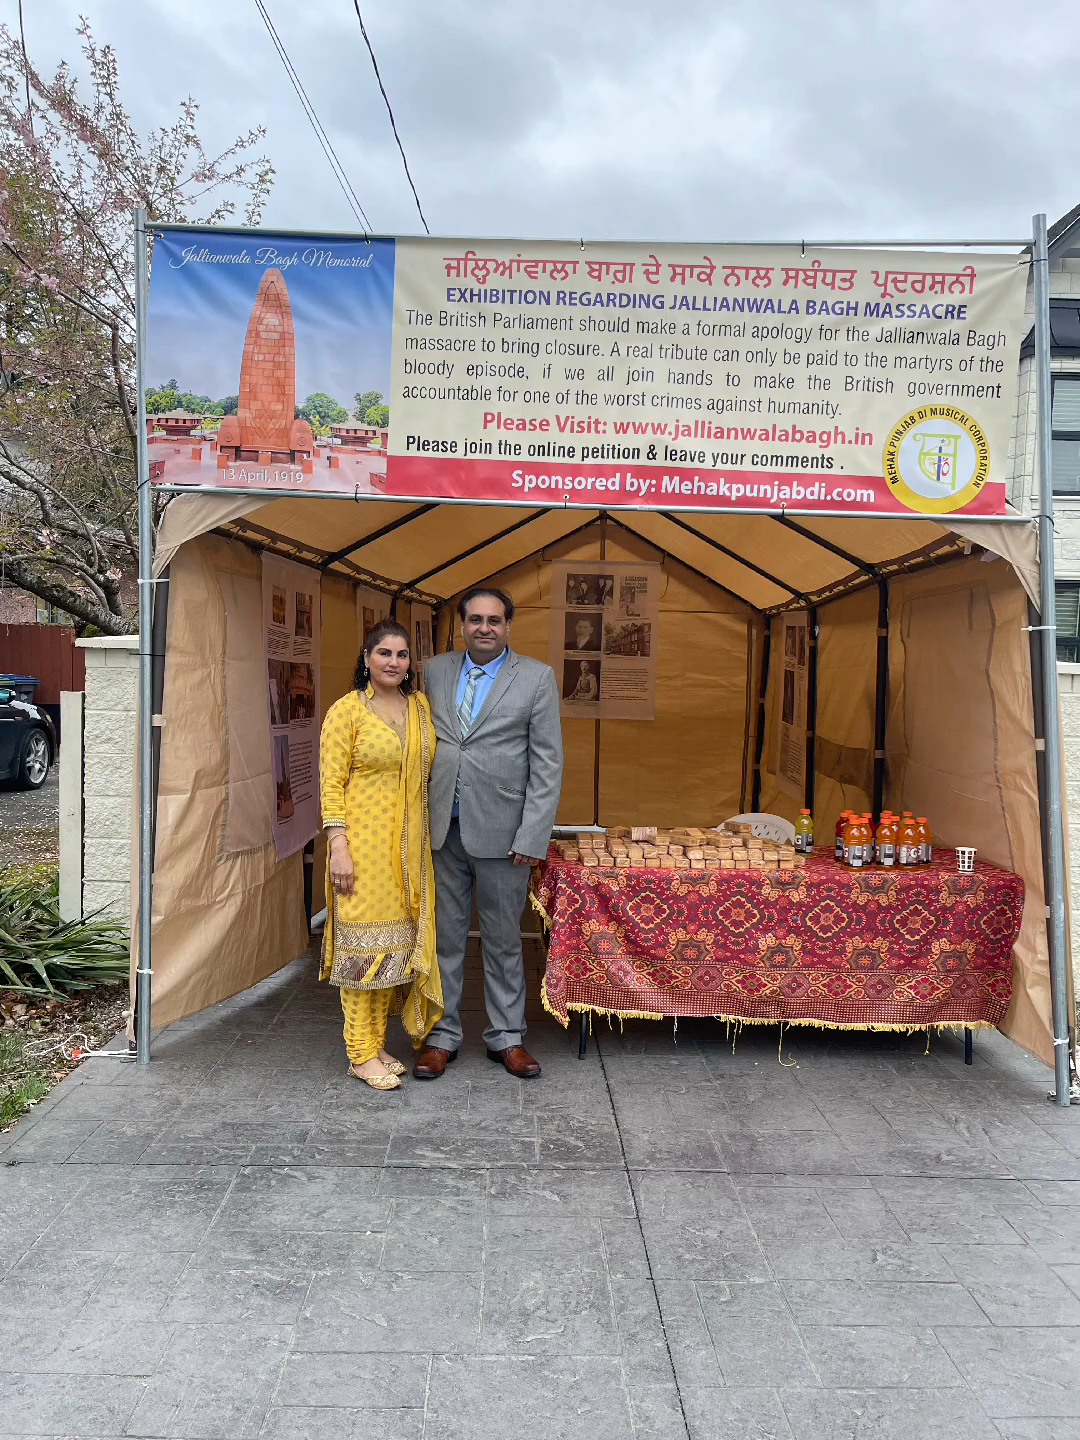 Jallianwala Bagh Memorial
13 April, 1919
ਜਲ੍ਹਿਆਂਵਾਲਾ ਬਾਗ਼ ਦੇ ਸਾਕੇ ਨਾਲ ਸਬੰਧਤ ਪ੍ਰਦਰਸ਼ਨੀ
EXHIBITION REGARDING JALLIANWALA BAGH MASSACRE
The British Parliament should make a formal apology for the Jallianwala Bagh
massacre to bring closure. A real tribute can only be paid to the martyrs of the
bloody episode, if we all join hands to make the British government
accountable for one of the worst crimes against humanity.
Please Visit: www.jallianwalabagh.in
Please join the online petition & leave your comments .
Sponsored by: Mehakpunjabdi.com
MEHAK PUNJAB DI MUSICAL CORPORATION
G
G